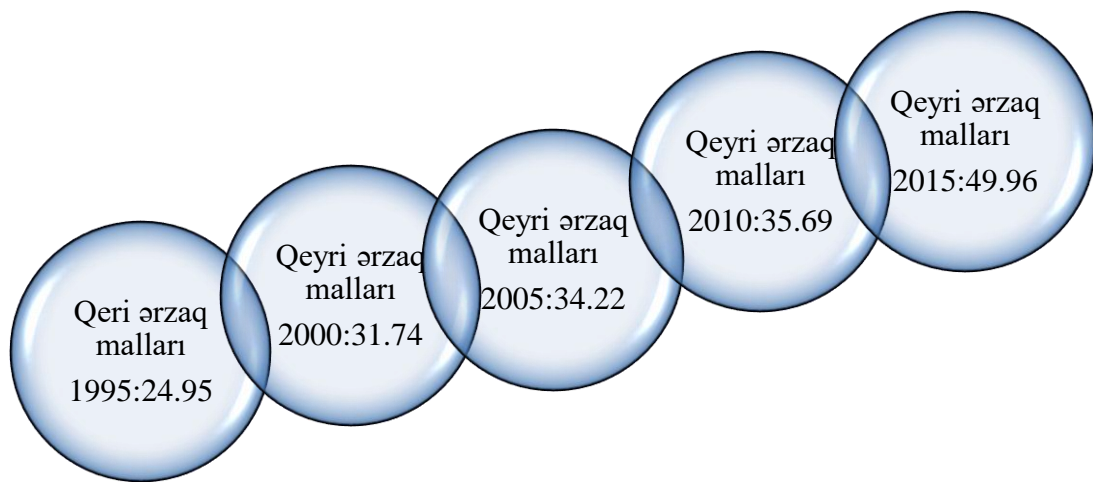 Qeri ərzaq
malları
1995:24.95
Qeyri ərzaq
malları
2000:31.74
Qeyri ərzaq
malları
2005:34.22
Qeyri ərzaq
malları
2010:35.69
Qeyri ərzaq
malları
2015:49.96